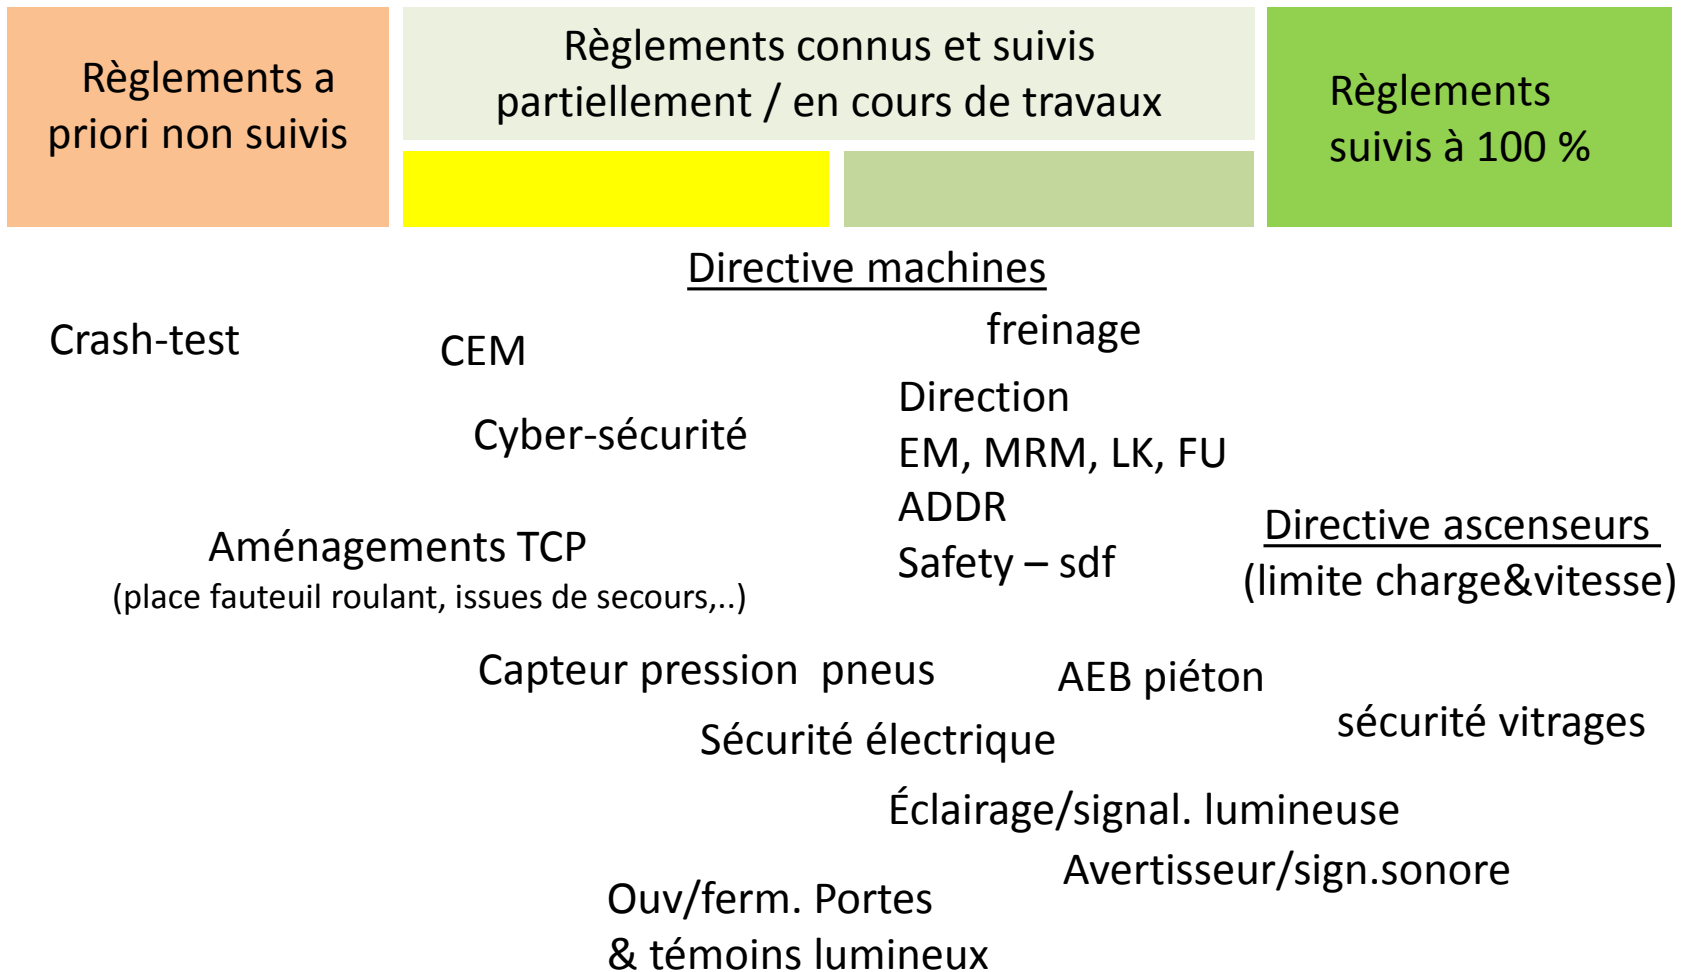 Règlements a
priori non suivis
Règlements connus et suivis
partiellement / en cours de travaux
Règlements
suivis à 100 %
Directive machines
Crash-test
CEM
freinage
Cyber-sécurité
Direction
EM, MRM, LK, FU
ADDR
Safety – sdf
Aménagements TCP
(place fauteuil roulant, issues de secours,..)
Directive ascenseurs
(limite charge&vitesse)
Capteur pression pneus
AEB piéton
sécurité vitrages
Sécurité électrique
Éclairage/signal. lumineuse
Avertisseur/sign.sonore
Ouv/ferm. Portes
& témoins lumineux